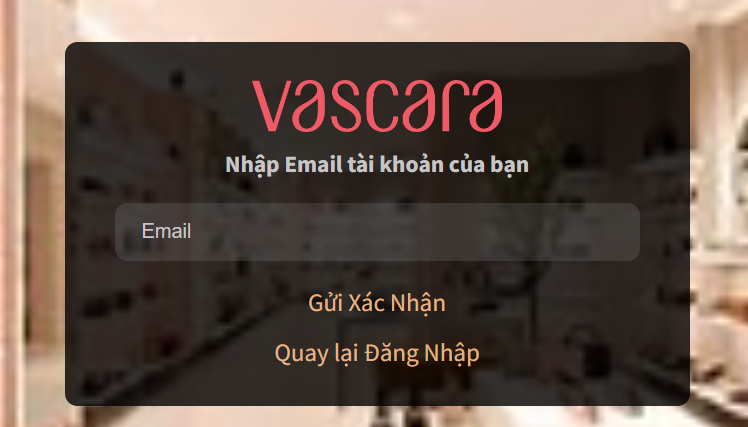 vascara
Nhập Email tài khoản của bạn
Email
Gửi Xác Nhận
Quay lại Đăng Nhập